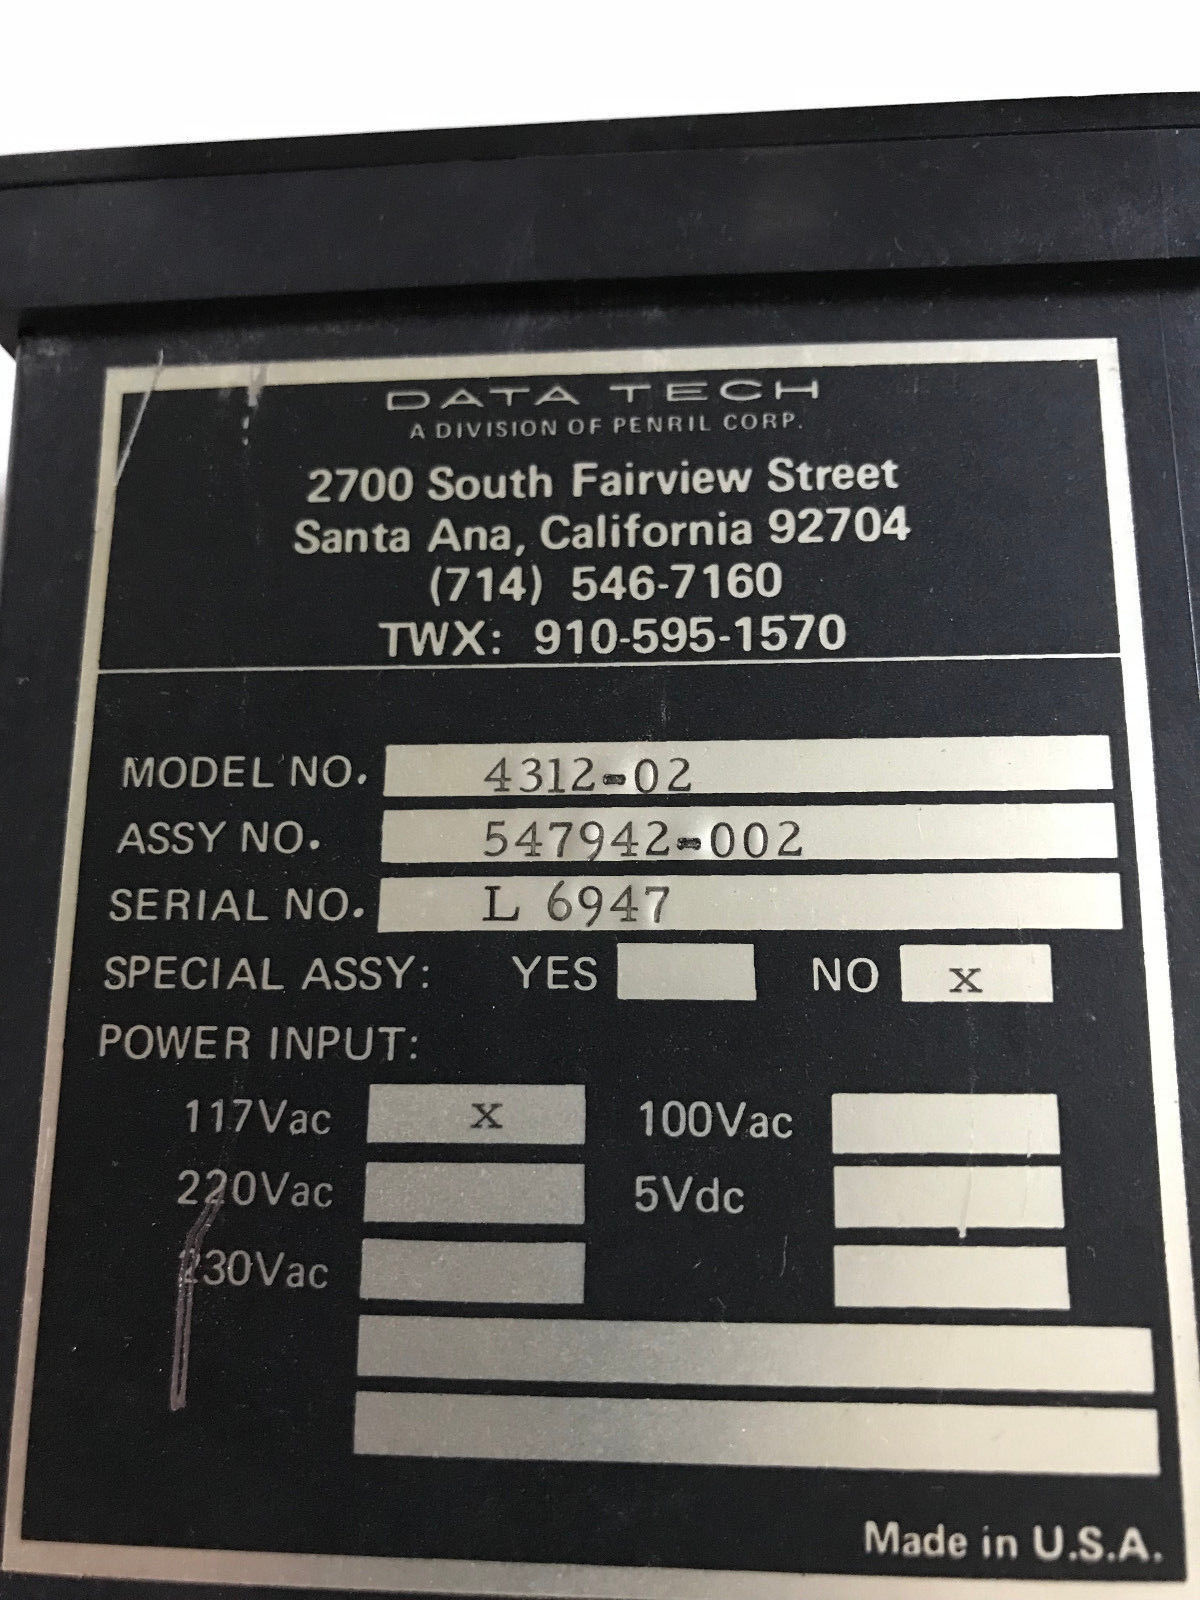 DATA TECH
A DIVISION OF PENRIL CORP.
2700 South Fairview Street
Santa Ana, California 92704
(714) 546-7160
TWX: 910-595-1570
MODEL NO. 4312-02
ASSY NO. 547942-002
SERIAL NO. L 6947
SPECIAL ASSY: YES NO x
POWER INPUT:
117Vac x 100Vac
220Vac 5Vdc
230Vac
Made in U.S.A.